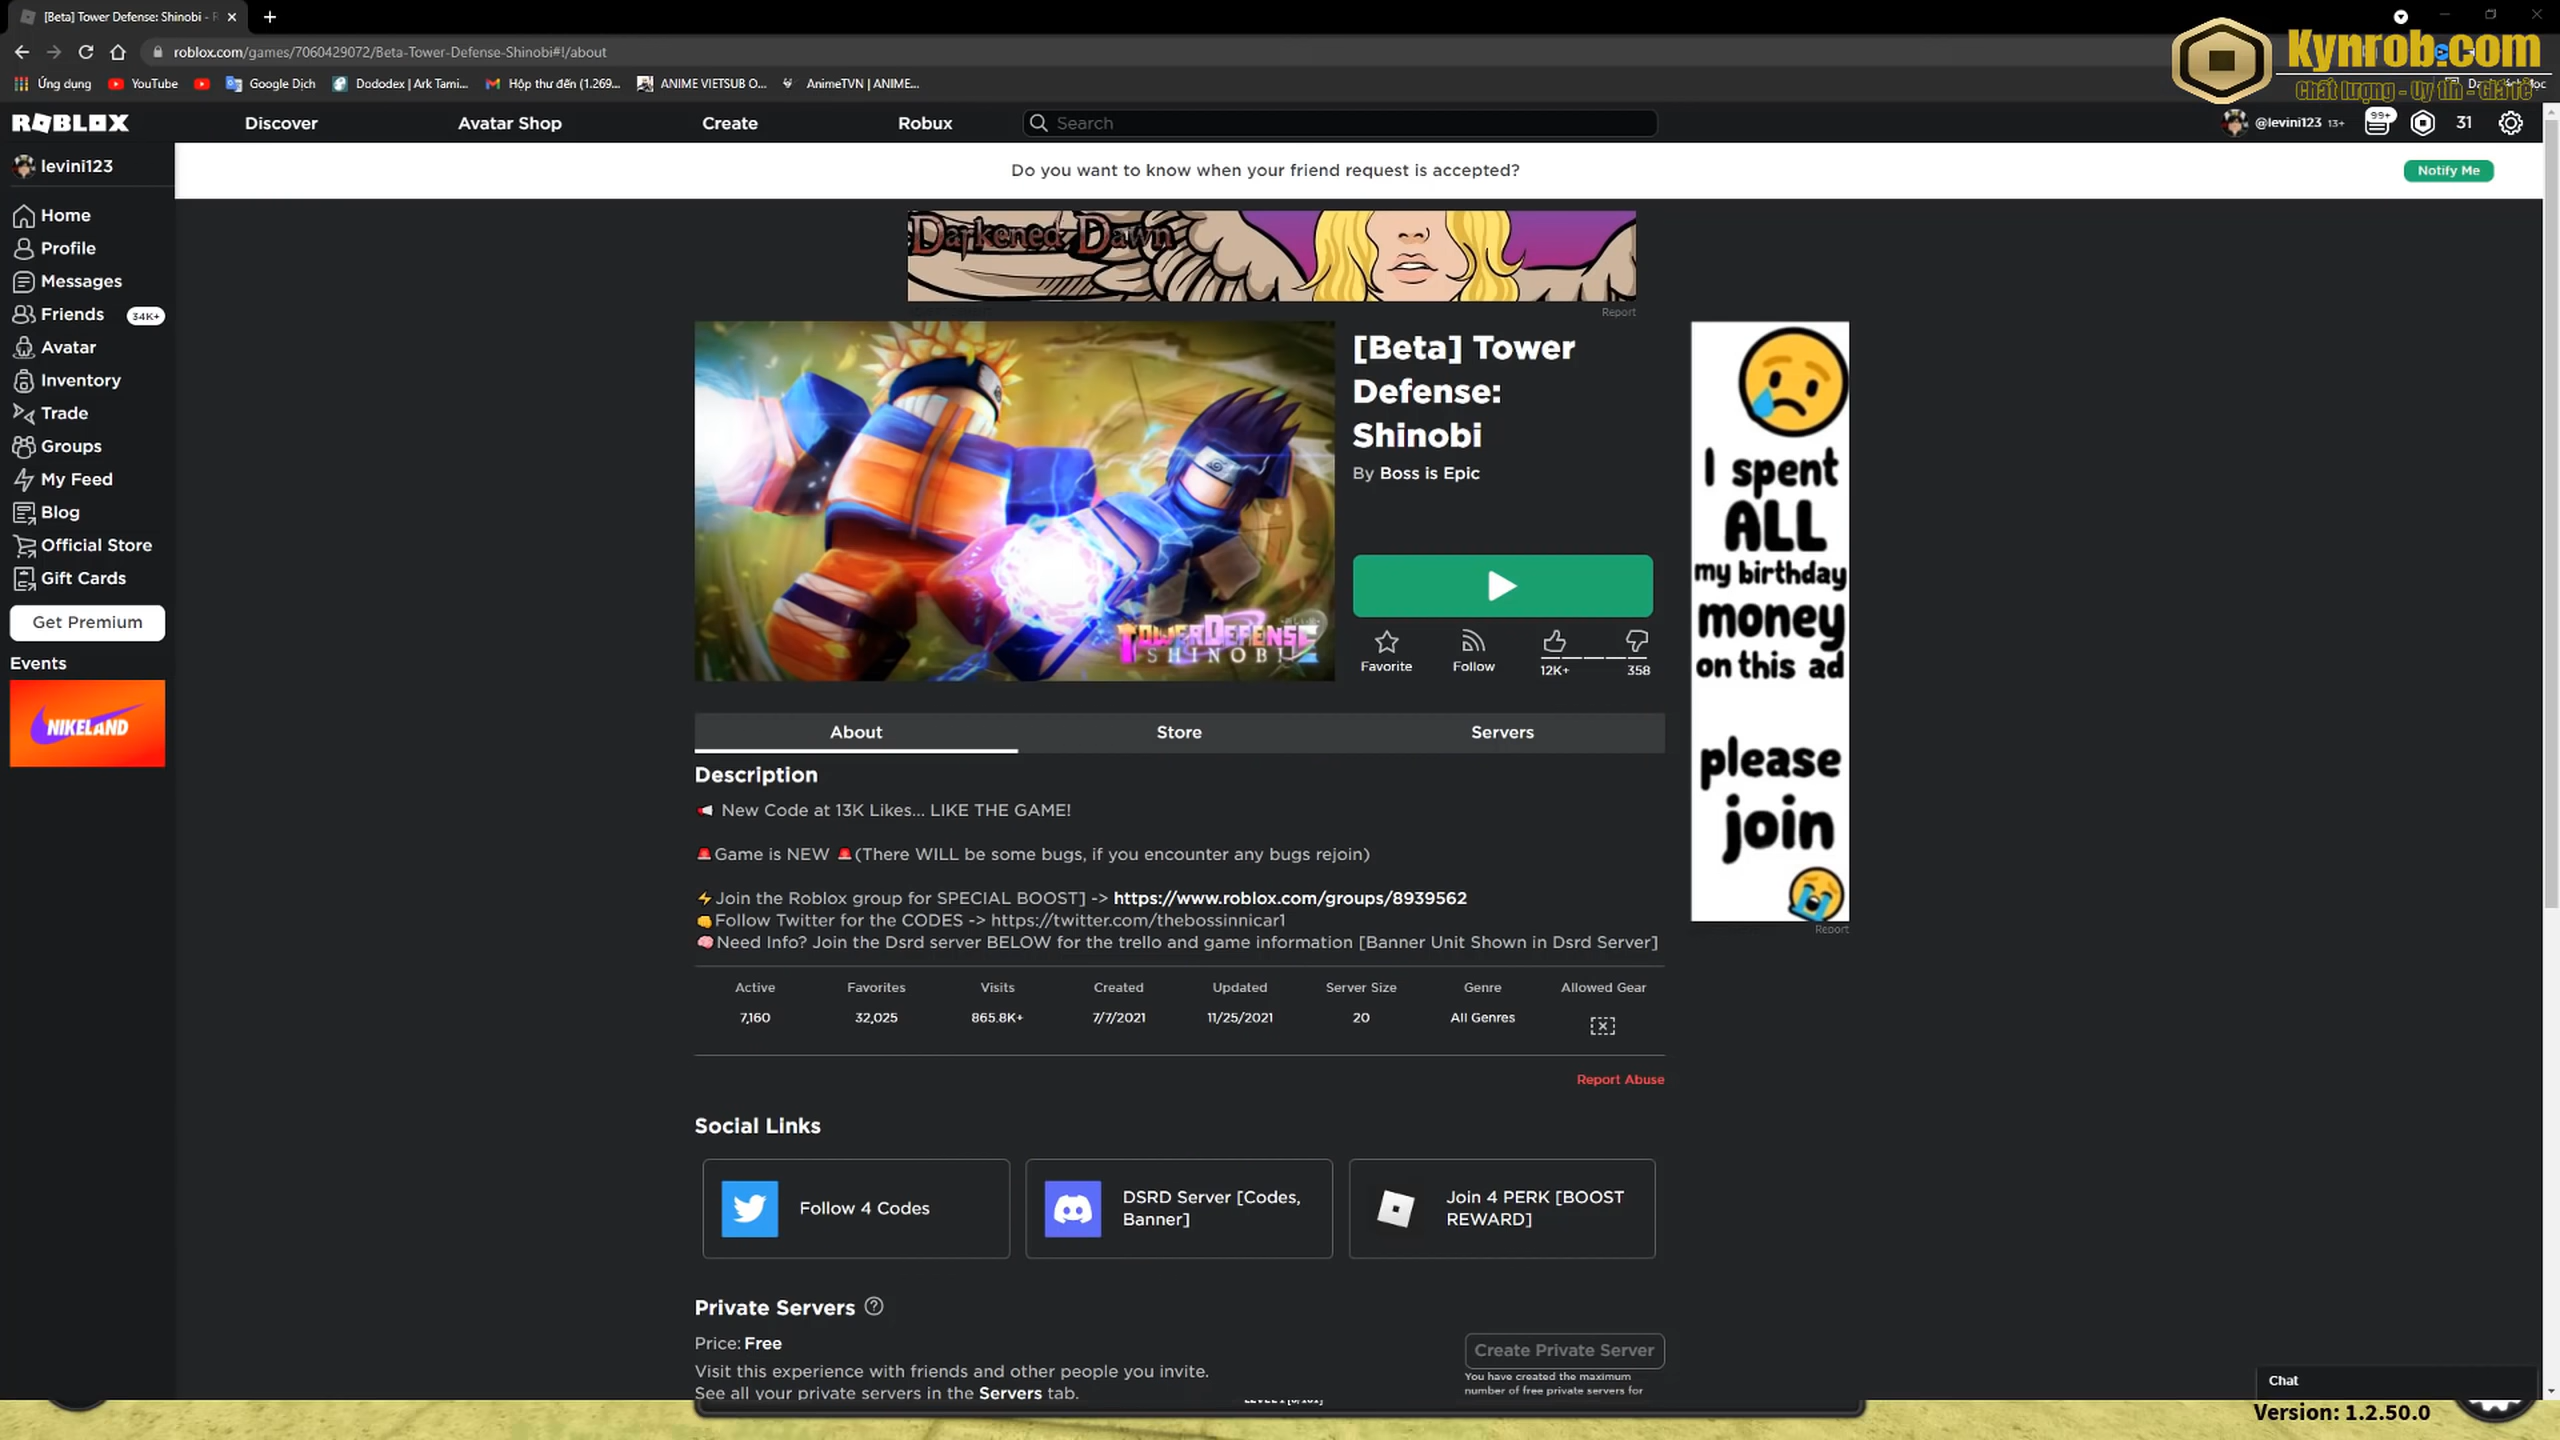 [Beta] Tower Defense: Shinobi - R
roblox.com/games/7060429072/Beta-Tower-Defense-Shinobi#!/about
Kynrob.com
Chất lượng - Uy tín - Giá rẻ
Ứng dụng
YouTube
Google Dịch
Dododex | Ark Tami...
Hộp thư đến (1.269...
ANIME VIETSUB O...
AnimeTVN | ANIME...
ROBLOX
Discover
Avatar Shop
Create
Robux
Search
@levini123 13+
99+
31
levini123
Do you want to know when your friend request is accepted?
Notify Me
Home
Profile
Messages
Friends
34K+
Avatar
Inventory
Trade
Groups
My Feed
Blog
Official Store
Gift Cards
Get Premium
Events
NIKELAND
Darkened Dawn
Report
TOWER DEFENSE
SHINOBI
[Beta] Tower
Defense:
Shinobi
By Boss is Epic
Favorite
Follow
12K+
358
I spent
ALL
my birthday
money
on this ad
please
join
Report
About
Store
Servers
Description
New Code at 13K Likes... LIKE THE GAME!
Game is NEW (There WILL be some bugs, if you encounter any bugs rejoin)
Join the Roblox group for SPECIAL BOOST] -> https://www.roblox.com/groups/8939562
Follow Twitter for the CODES -> https://twitter.com/thebossinnicar1
Need Info? Join the Dsrd server BELOW for the trello and game information [Banner Unit Shown in Dsrd Server]
Active
Favorites
Visits
Created
Updated
Server Size
Genre
Allowed Gear
7,160
32,025
865.8K+
7/7/2021
11/25/2021
20
All Genres
Report Abuse
Social Links
Follow 4 Codes
DSRD Server [Codes,
Banner]
Join 4 PERK [BOOST
REWARD]
Private Servers
Price: Free
Visit this experience with friends and other people you invite.
See all your private servers in the Servers tab.
Create Private Server
You have created the maximum
number of free private servers for
Chat
Version: 1.2.50.0